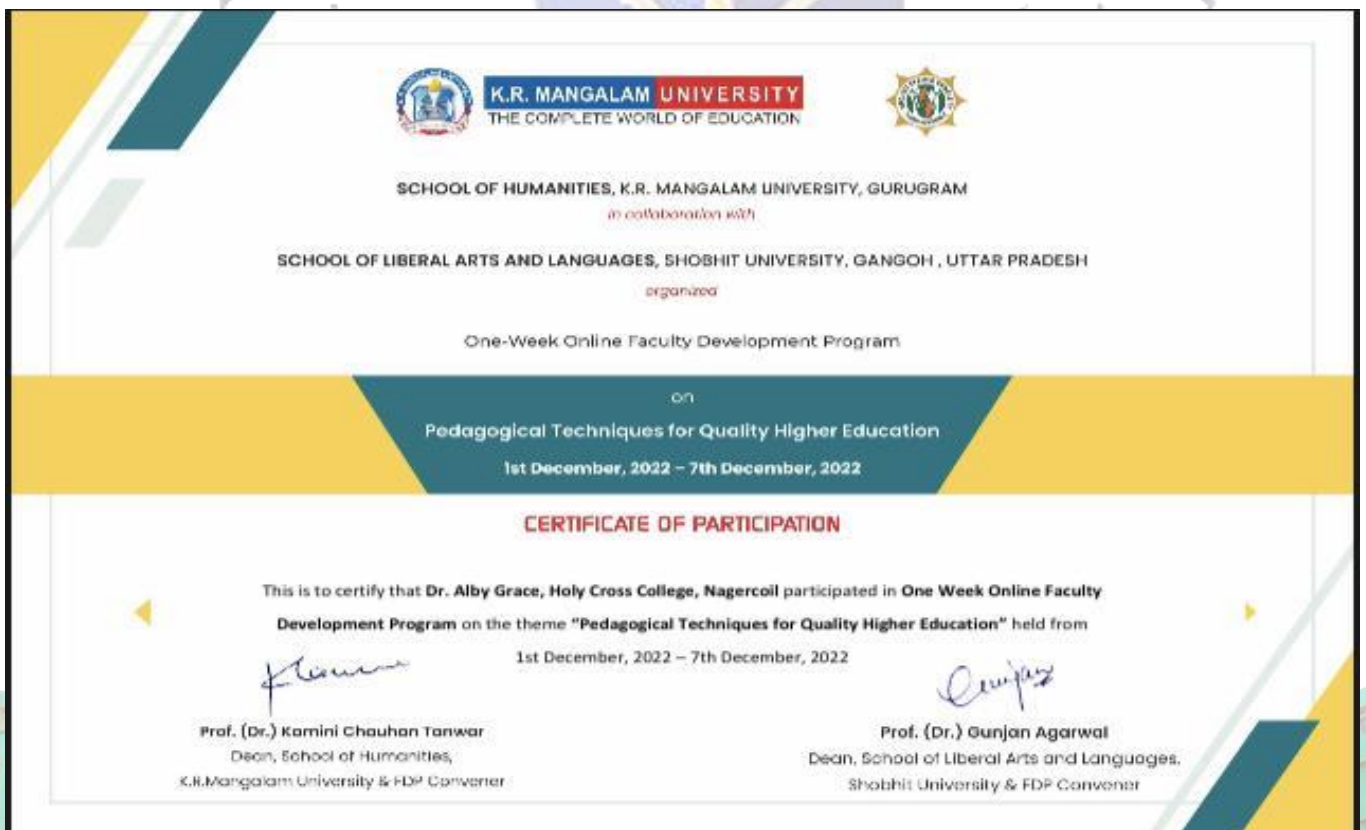 K.R. MANGALAM UNIVERSITY
THE COMPLETE WORLD OF EDUCATION
SCHOOL OF HUMANITIES, K.R. MANGALAM UNIVERSITY, GURUGRAM
in collaboration with
SCHOOL OF LIBERAL ARTS AND LANGUAGES, SHOBHIT UNIVERSITY, GANGOH , UTTAR PRADESH
organized
One-Week Online Faculty Development Program
on
Pedagogical Techniques for Quality Higher Education
1st December, 2022 – 7th December, 2022
CERTIFICATE OF PARTICIPATION
This is to certify that Dr. Alby Grace, Holy Cross College, Nagercoil participated in One Week Online Faculty
Development Program on the theme “Pedagogical Techniques for Quality Higher Education” held from
1st December, 2022 – 7th December, 2022
Prof. (Dr.) Kamini Chauhan Tanwar
Dean, School of Humanities,
K.R.Mangalam University & FDP Convener
Prof. (Dr.) Gunjan Agarwal
Dean, School of Liberal Arts and Languages,
Shobhit University & FDP Convener